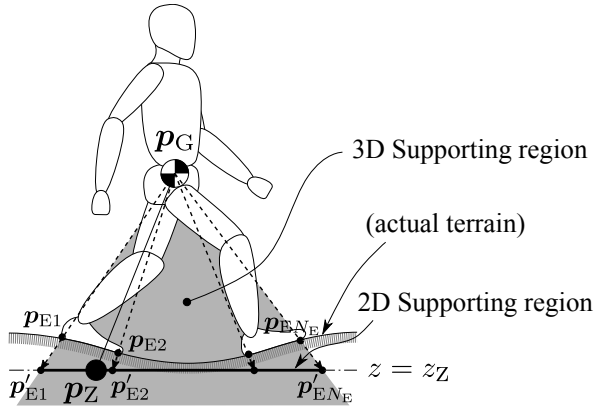 p_G
3D Supporting region
(actual terrain)
2D Supporting region
p_E1
p_E2
p_EN_E
z = z_Z
p'_E1
p_Z
p'_E2
p'_EN_E